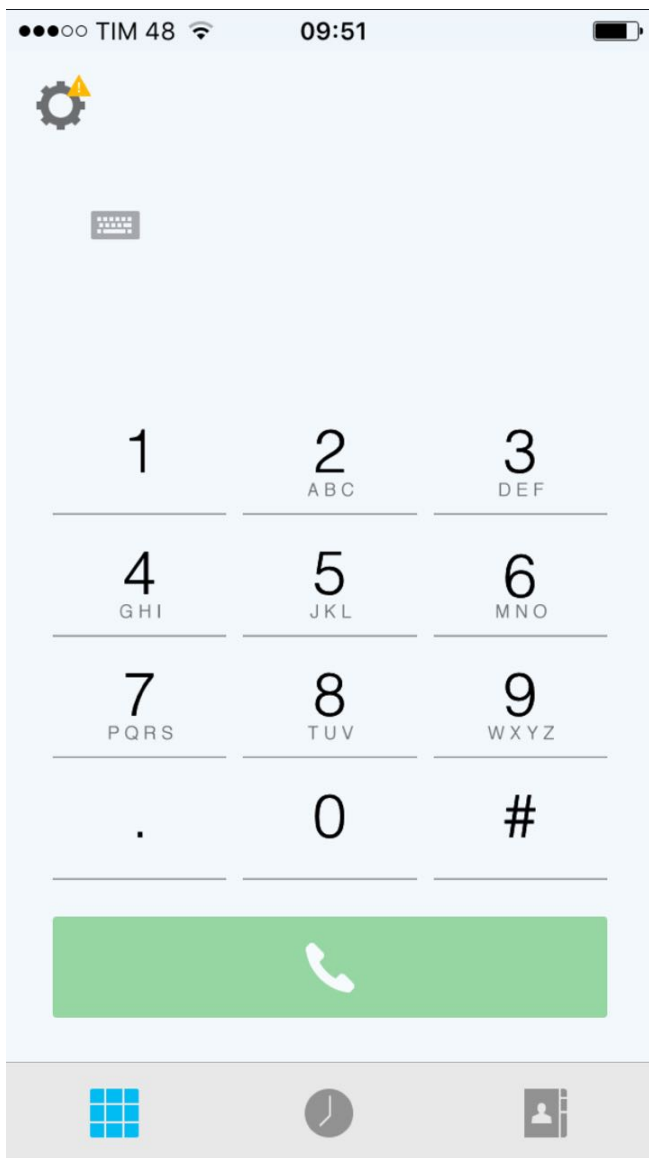 TIM 48 09:51
1 2 3
ABC DEF
4 5 6
GHI JKL MNO
7 8 9
PQRS TUV WXYZ
. 0 #